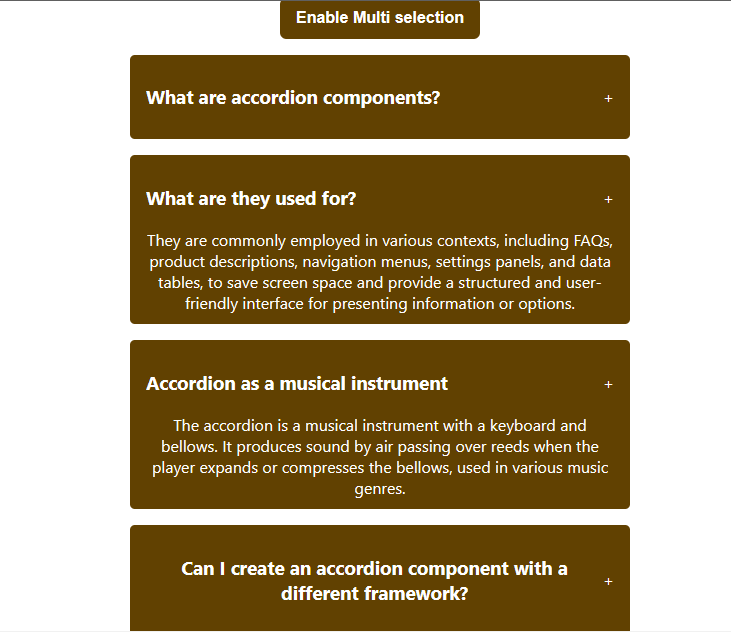 Enable Multi selection
What are accordion components?
+
What are they used for?
+
They are commonly employed in various contexts, including FAQs,
product descriptions, navigation menus, settings panels, and data
tables, to save screen space and provide a structured and user-
friendly interface for presenting information or options.
Accordion as a musical instrument
+
The accordion is a musical instrument with a keyboard and
bellows. It produces sound by air passing over reeds when the
player expands or compresses the bellows, used in various music
genres.
Can I create an accordion component with a
different framework?
+